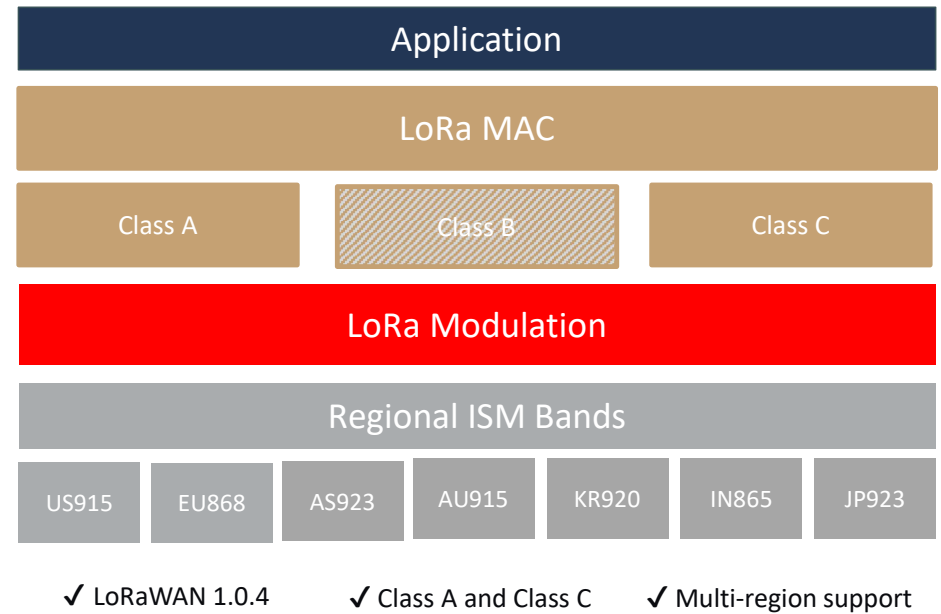 Application
LoRa MAC
Class A
Class B
Class C
LoRa Modulation
Regional ISM Bands
US915
EU868
AS923
AU915
KR920
IN865
JP923
✓ LoRaWAN 1.0.4
✓ Class A and Class C
✓ Multi-region support